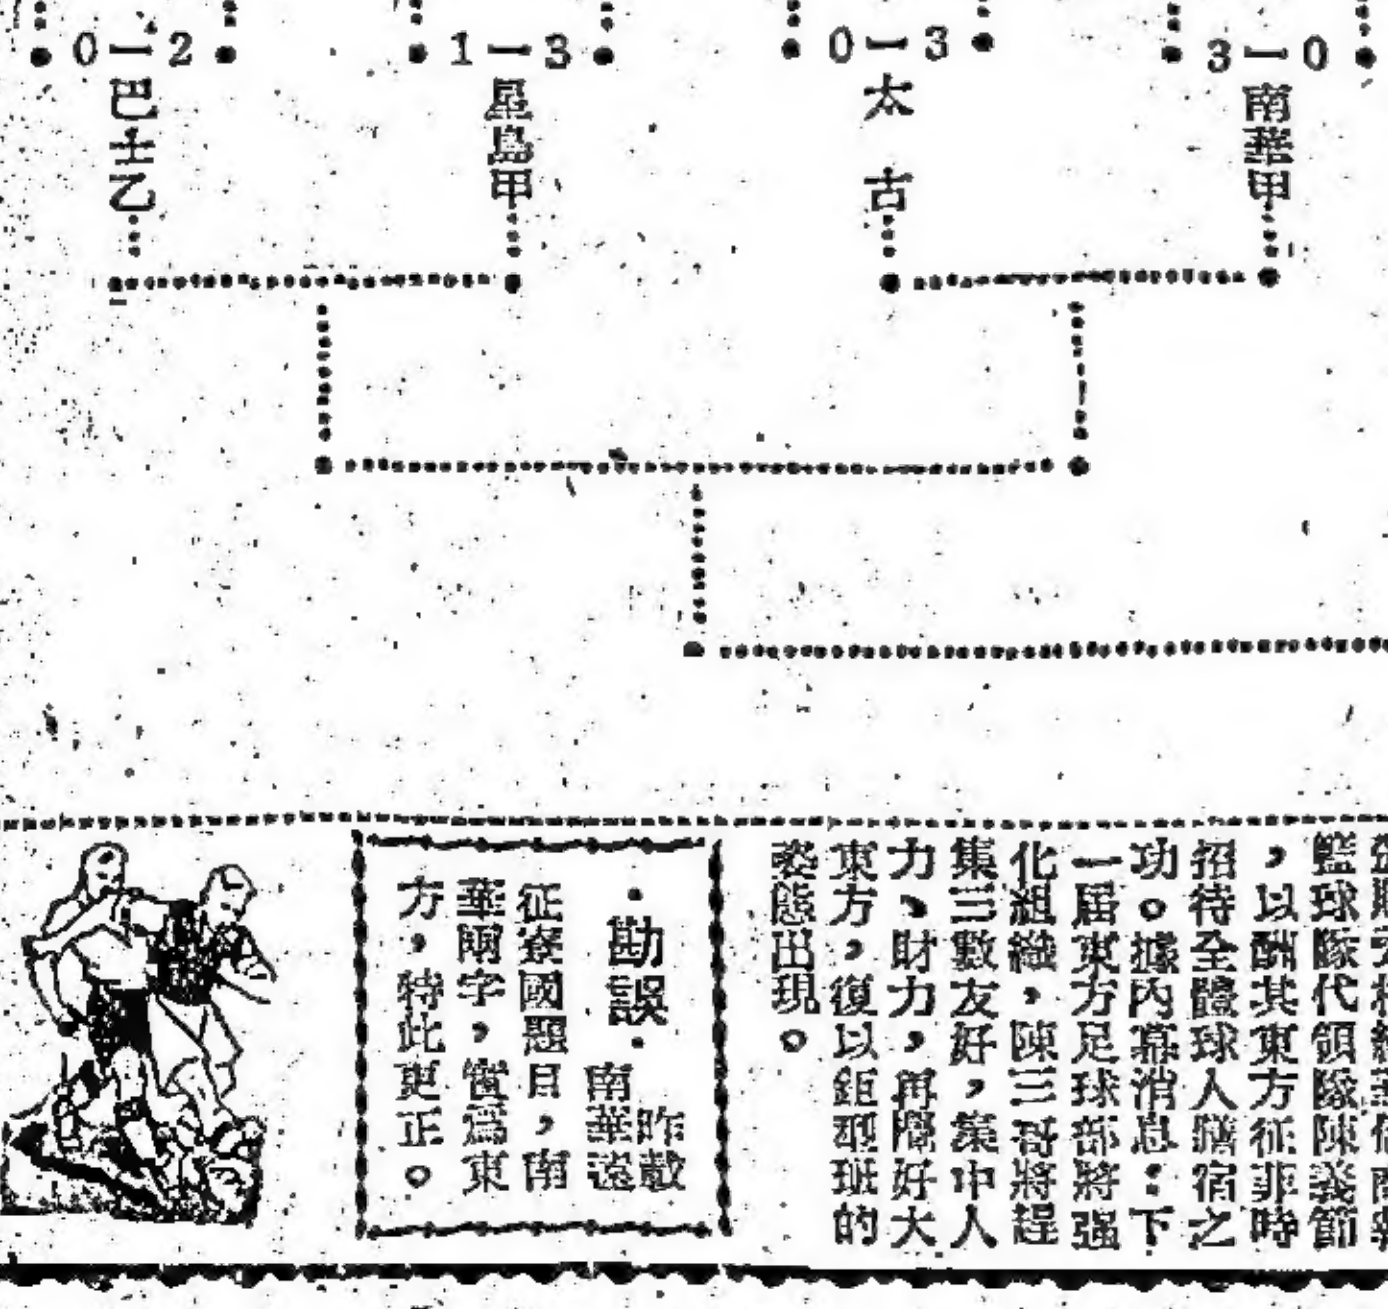 0—2
1—3
0—3
3—0
巴士乙
星島甲
太古
南華甲
籃球隊代領隊陳義節
，以酬其東方征菲時
招待全體球人膳宿之
功。據內幕消息：下
一屆東方足球部將强
化組織，陳三哥將趕
集三數友好，集中人
力、財力，再閙好大
東方，復以鉅型班的
姿態出現。
·勘誤·
昨敝
南華遠
征寮國題目，南
華兩字，實爲東
方，特此更正。